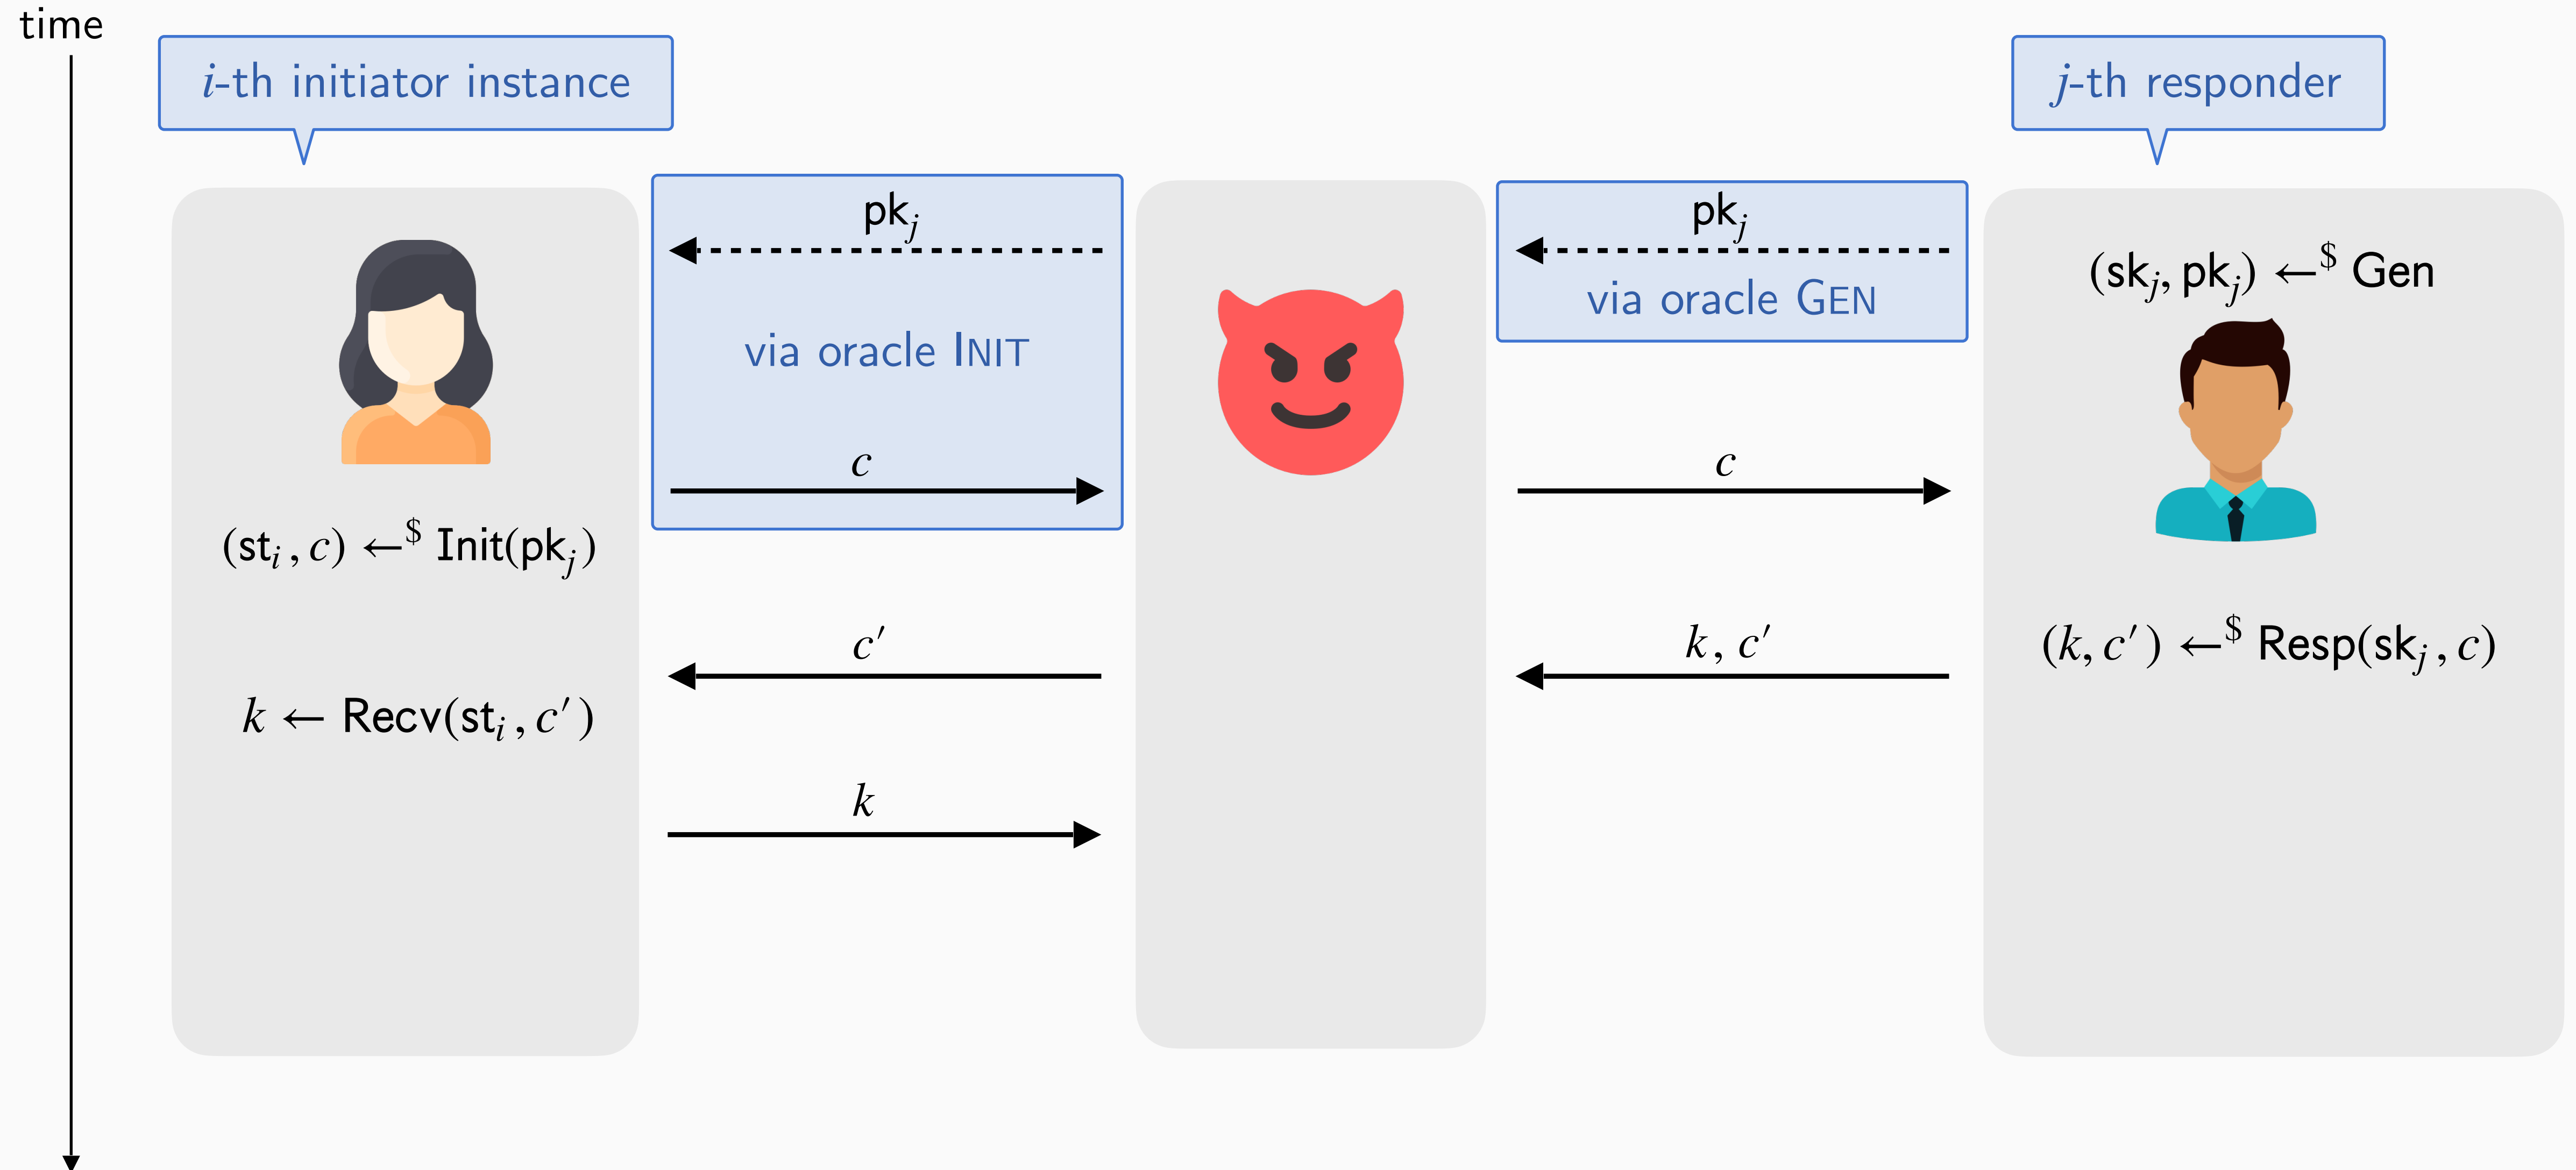 time
i-th initiator instance
j-th responder
pk_j
pk_j
(sk_j, pk_j) ←$ Gen
via oracle GEN
via oracle INIT
c
c
(st_i, c) ←$ Init(pk_j)
c′
k, c′
(k, c′) ←$ Resp(sk_j, c)
k ← Recv(st_i, c′)
k